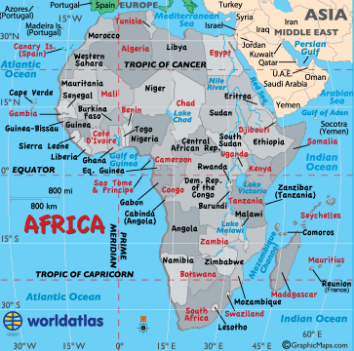 Azores (Portugal)
Portugal
Spain
EUROPE
ASIA
Madeira Is. (Portugal)
15°W
0°
Tunisia
Mediterranean Sea
Syria
Iraq
Iran
MIDDLE EAST
Israel
Jordan
Kuwait
Persian Gulf
Morocco
Canary Is. (Spain)
Algeria
Libya
Egypt
Qatar
U.A.E.
Oman
Saudi Arabia
30°N
Western Sahara
TROPIC OF CANCER
Atlantic Ocean
Nile River
Red Sea
Mauritania
Mali
Niger
Cape Verde
Senegal
Chad
Eritrea
Yemen
Arabian Sea
15°N
Gambia
Burkina Faso
Benin
Lake Chad
Sudan
Gulf of Aden
Guinea-Bissau
Guinea
Djibouti
Socotra (Yemen)
Côte D'Ivoire
Togo
Nigeria
Central African Rep.
South Sudan
Ethiopia
Somalia
Sierra Leone
Liberia
Ghana
Gulf of Guinea
Cameroon
Uganda
Indian Ocean
Eq. Guinea
Rwanda
Kenya
EQUATOR
0°
Sao Tome & Principe
Congo
Dem. Rep. of the Congo
Lake Victoria
Zanzibar (Tanzania)
800 mi
800 km
Gabon
Cabinda (Angola)
Burundi
Tanzania
Seychelles
AFRICA
Malawi
PRIME MERIDIAN
Angola
Lake Malawi
Comoros
15°S
Zambia
Mozambique Channel
Namibia
Zimbabwe
Mauritius
TROPIC OF CAPRICORN
Botswana
Reunion (France)
Mozambique
Madagascar
Atlantic Ocean
South Africa
Swaziland
worldatlas
Lesotho
Indian Ocean
30°S
15°W
0°
15°E
30°E
45°E
60°E
©GraphicMaps.com